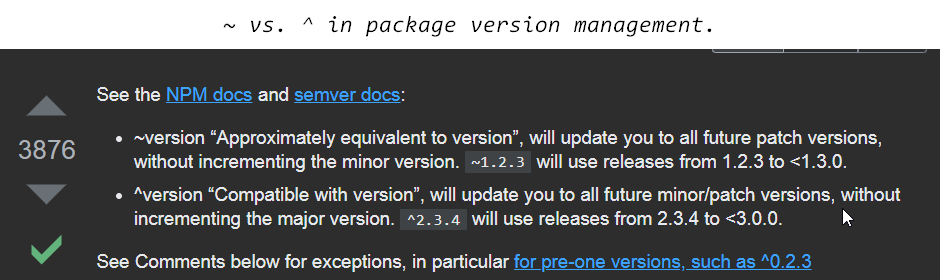 ~ vs. ^ in package version management.
See the NPM docs and semver docs:
3876
• ~version “Approximately equivalent to version”, will update you to all future patch versions,
without incrementing the minor version. ~1.2.3 will use releases from 1.2.3 to <1.3.0.
• ^version “Compatible with version”, will update you to all future minor/patch versions, without
incrementing the major version. ^2.3.4 will use releases from 2.3.4 to <3.0.0.
See Comments below for exceptions, in particular for pre-one versions, such as ^0.2.3